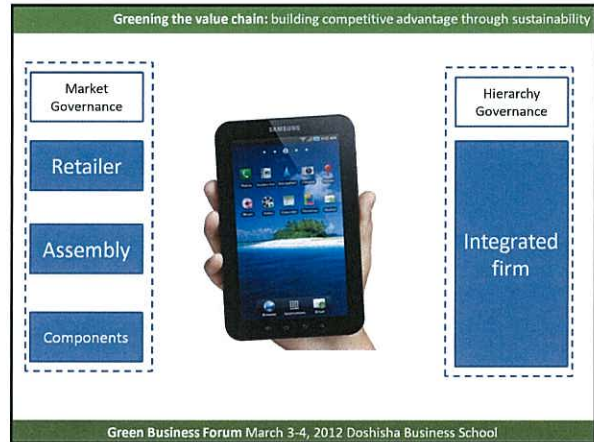 Greening the value chain: building competitive advantage through sustainability
Market
Governance
Retailer
Assembly
Components
SAMSUNG
Hierarchy
Governance
Integrated
firm
Green Business Forum March 3-4, 2012 Doshisha Business School